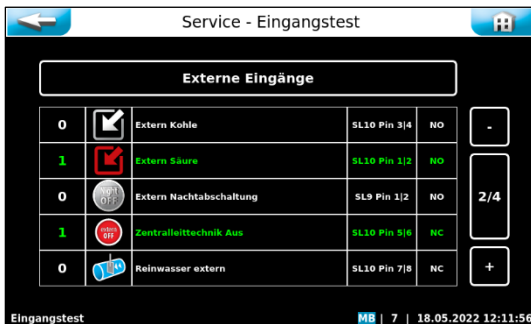 Service - Eingangstest
Externe Eingänge
0 Extern Kohle SL10 Pin 3|4 NO
1 Extern Säure SL10 Pin 1|2 NO
0 Night OFF Extern Nachtabschaltung SL9 Pin 1|2 NO
1 extern OFF Zentralleittechnik Aus SL10 Pin 5|6 NC
0 Reinwasser extern SL10 Pin 7|8 NC
-
2/4
+
Eingangstest MB | 7 | 18.05.2022 12:11:56